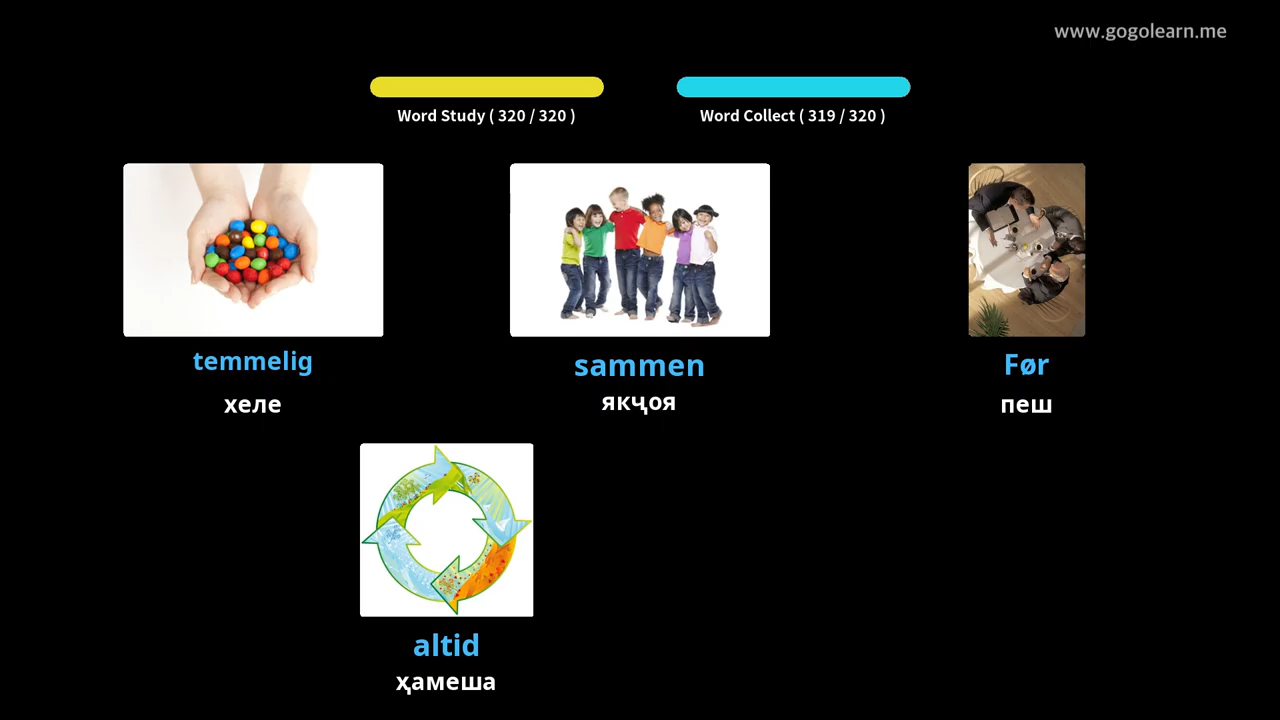 www.gogolearn.me
Word Study ( 320 / 320 )
Word Collect ( 319 / 320 )
temmelig
хеле
sammen
якҷоя
Før
пеш
altid
ҳамеша